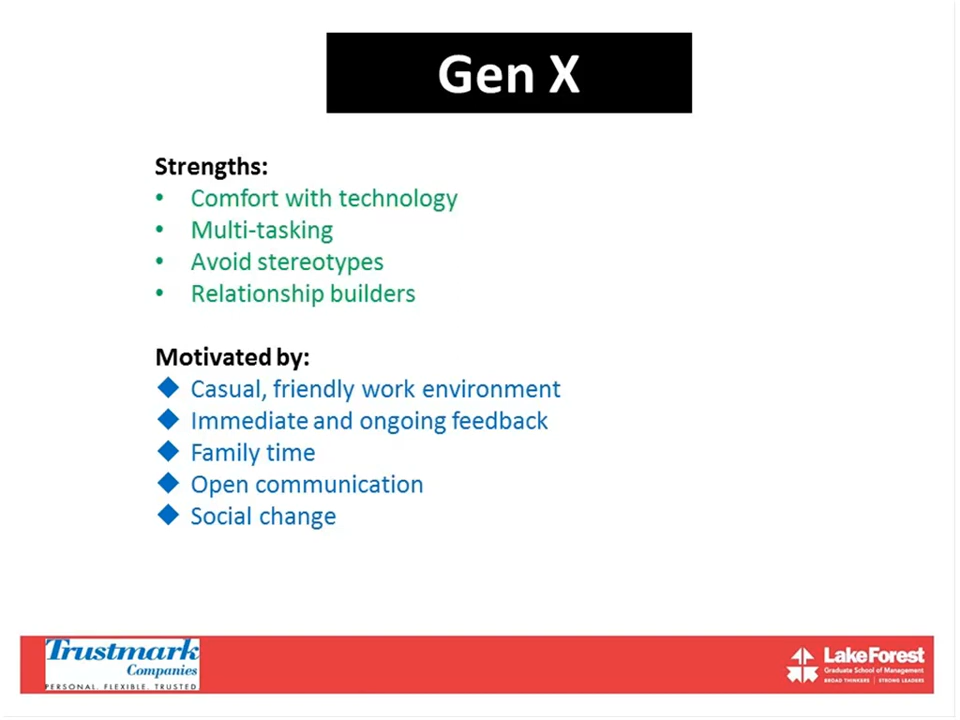 Gen X
Strengths:
• Comfort with technology
• Multi-tasking
• Avoid stereotypes
• Relationship builders
Motivated by:
◆ Casual, friendly work environment
◆ Immediate and ongoing feedback
◆ Family time
◆ Open communication
◆ Social change
Trustmark
Companies
PERSONAL. FLEXIBLE. TRUSTED
Lake Forest
Graduate School of Management
BROAD THINKERS | STRONG LEADERS